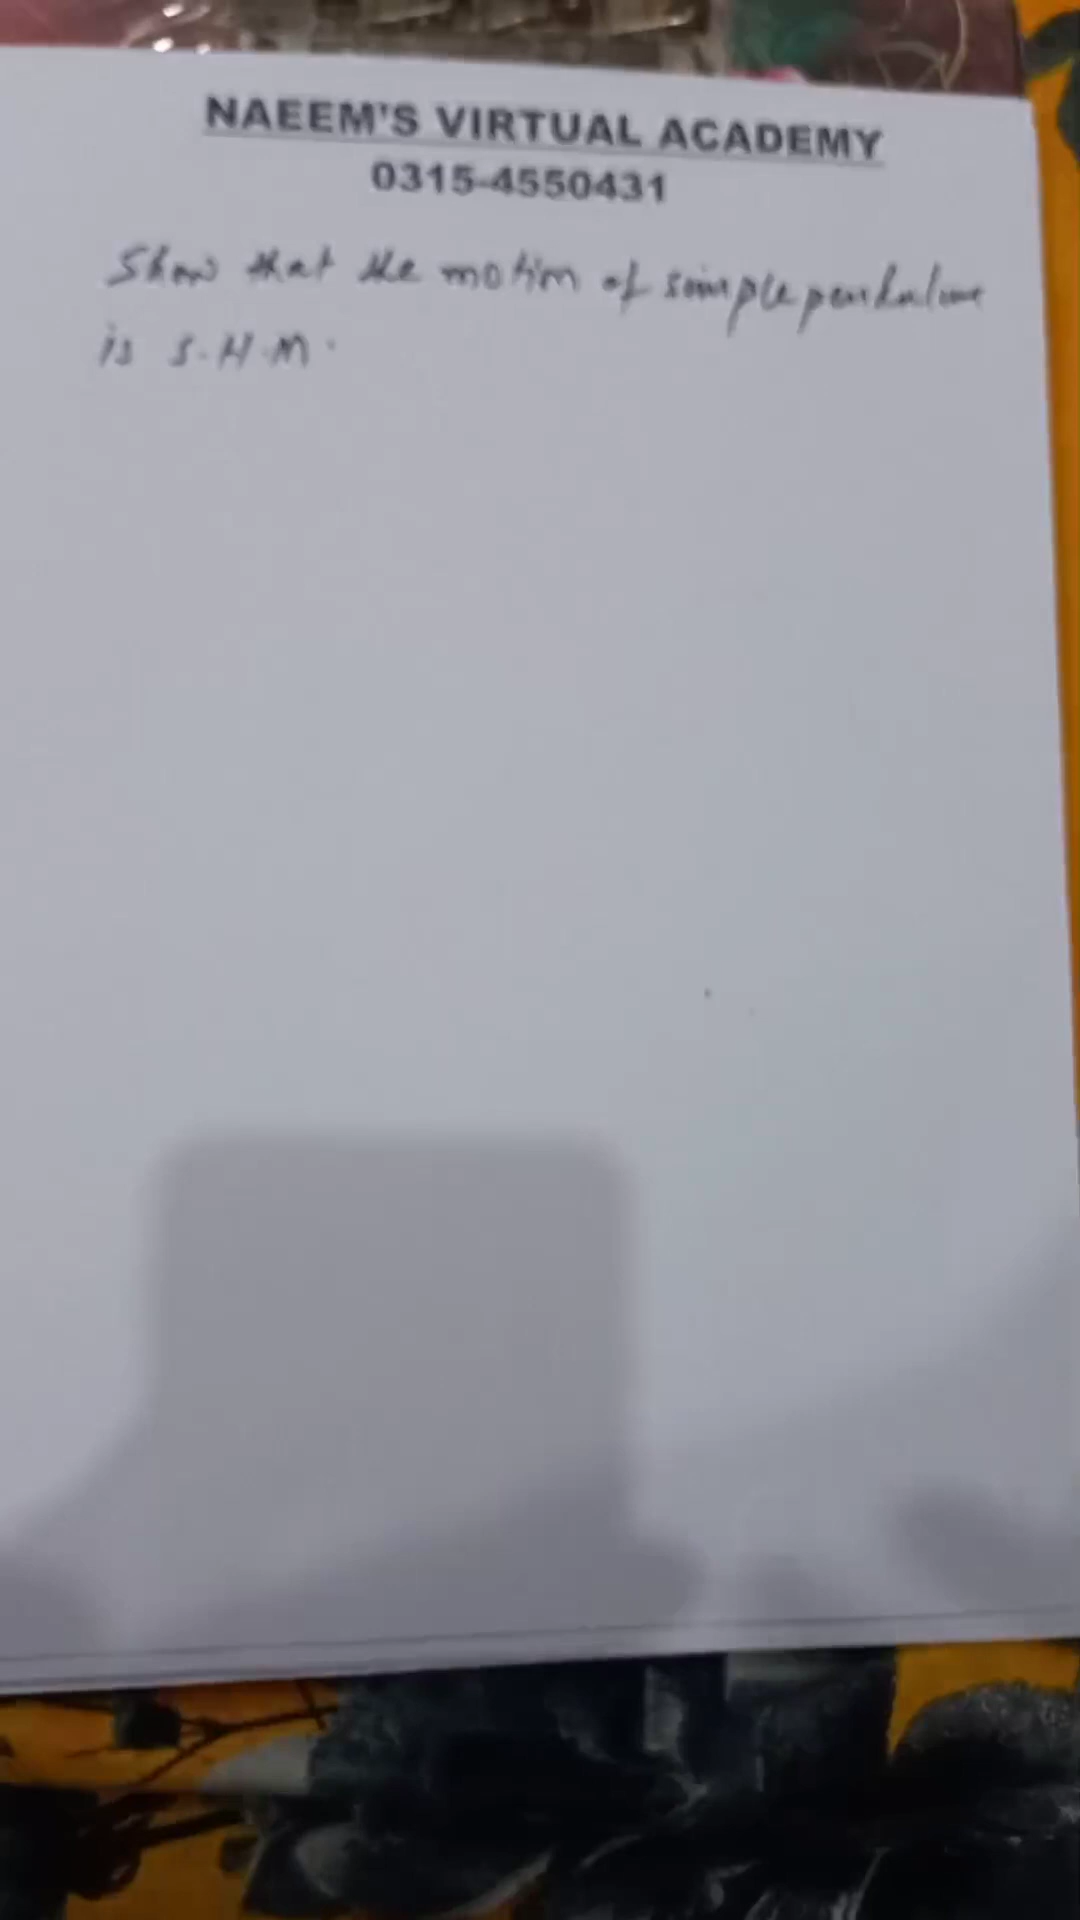 NAEEM'S VIRTUAL ACADEMY
0315-4550431
Show that the motion of simple pendulum
is S.H.M.